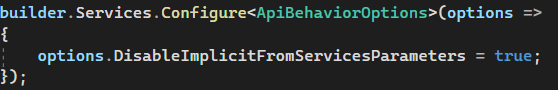 builder.Services.Configure<ApiBehaviorOptions>(options =>
{
    options.DisableImplicitFromServicesParameters = true;
});